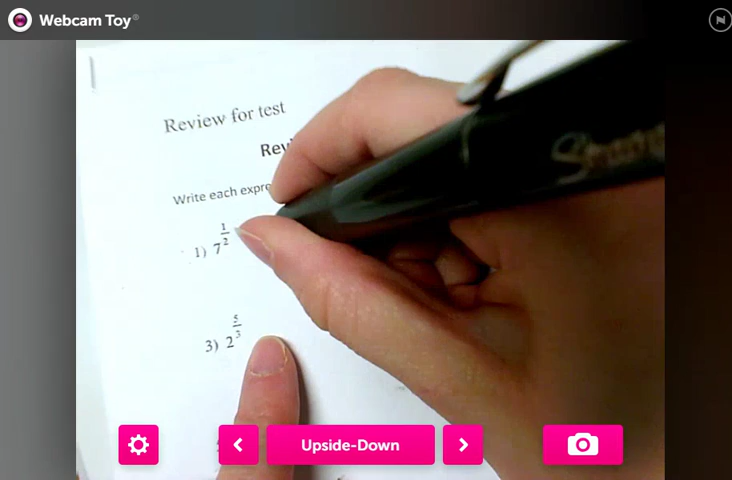 Webcam Toy
Review for test
Rev
Write each expre
1) 7^(1/2)
3) 2^(5/3)
Upside-Down